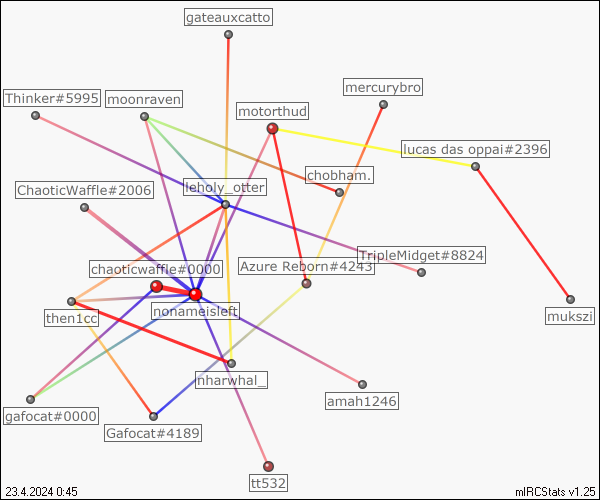 gateauxcatto
mercurybro
Thinker#5995
moonraven
motorthud
lucas das oppai#2396
chobham.
ChaoticWaffle#2006
leholy_otter
TripleMidget#8824
chaoticwaffle#0000
Azure Reborn#4243
nonameisleft
then1cc
mukszi
nharwhal_
amah1246
gafocat#0000
Gafocat#4189
tt532
23.4.2024 0:45
mIRCStats v1.25